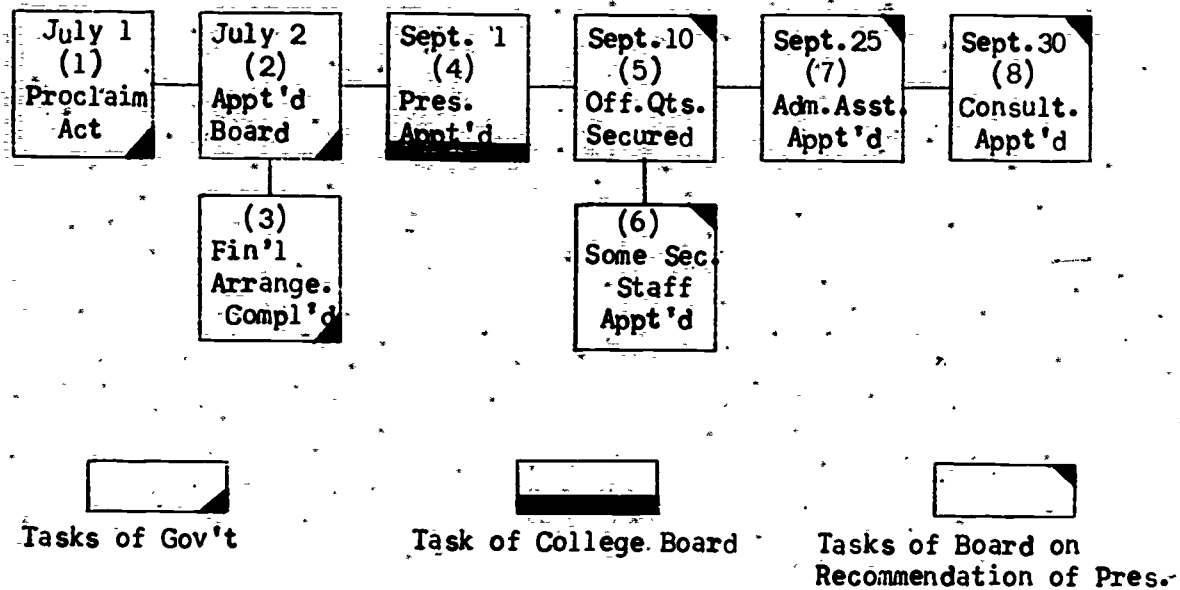 July 1
(1)
Proclaim
Act
July 2
(2)
Appt'd
Board
Sept. 1
(4)
Pres.
Appt'd
Sept.10
(5)
Off.Qts.
Secured
Sept.25
(7)
Adm.Asst.
Appt'd
Sept.30
(8)
Consult.
Appt'd
(3)
Fin'l
Arrange.
Compl'd
(6)
Some Sec.
Staff
Appt'd
Tasks of Gov't
Task of College Board
Tasks of Board on
Recommendation of Pres.